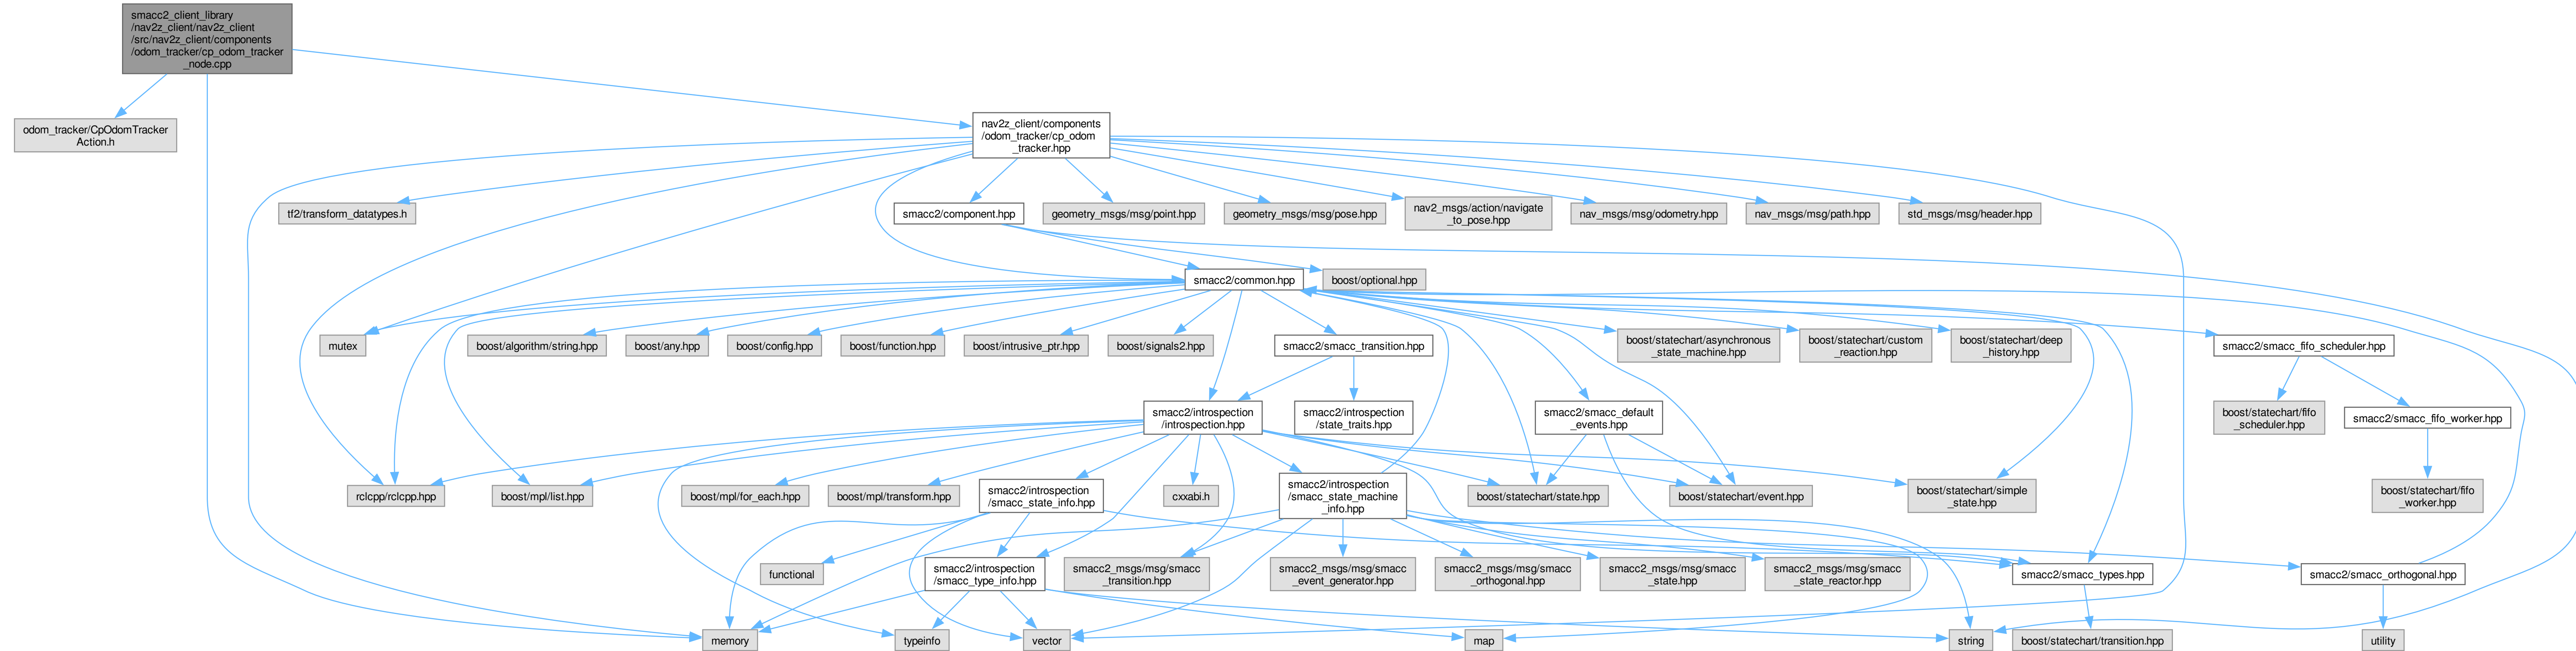 smacc2_client_library
/nav2z_client/nav2z_client
/src/nav2z_client/components
/odom_tracker/cp_odom_tracker
_node.cpp
odom_tracker/CpOdomTracker
Action.h
nav2z_client/components
/odom_tracker/cp_odom
_tracker.hpp
tf2/transform_datatypes.h
smacc2/component.hpp
geometry_msgs/msg/point.hpp
geometry_msgs/msg/pose.hpp
nav2_msgs/action/navigate
_to_pose.hpp
nav_msgs/msg/odometry.hpp
nav_msgs/msg/path.hpp
std_msgs/msg/header.hpp
smacc2/common.hpp
boost/optional.hpp
mutex
boost/algorithm/string.hpp
boost/any.hpp
boost/config.hpp
boost/function.hpp
boost/intrusive_ptr.hpp
boost/signals2.hpp
smacc2/smacc_transition.hpp
boost/statechart/asynchronous
_state_machine.hpp
boost/statechart/custom
_reaction.hpp
boost/statechart/deep
_history.hpp
smacc2/smacc_fifo_scheduler.hpp
smacc2/introspection
/introspection.hpp
smacc2/introspection
/state_traits.hpp
smacc2/smacc_default
_events.hpp
boost/statechart/fifo
_scheduler.hpp
smacc2/smacc_fifo_worker.hpp
rclcpp/rclcpp.hpp
boost/mpl/list.hpp
boost/mpl/for_each.hpp
boost/mpl/transform.hpp
smacc2/introspection
/smacc_state_info.hpp
cxxabi.h
smacc2/introspection
/smacc_state_machine
_info.hpp
boost/statechart/state.hpp
boost/statechart/event.hpp
boost/statechart/simple
_state.hpp
boost/statechart/fifo
_worker.hpp
functional
smacc2/introspection
/smacc_type_info.hpp
smacc2_msgs/msg/smacc
_transition.hpp
smacc2_msgs/msg/smacc
_event_generator.hpp
smacc2_msgs/msg/smacc
_orthogonal.hpp
smacc2_msgs/msg/smacc
_state.hpp
smacc2_msgs/msg/smacc
_state_reactor.hpp
smacc2/smacc_types.hpp
smacc2/smacc_orthogonal.hpp
memory
typeinfo
vector
map
string
boost/statechart/transition.hpp
utility